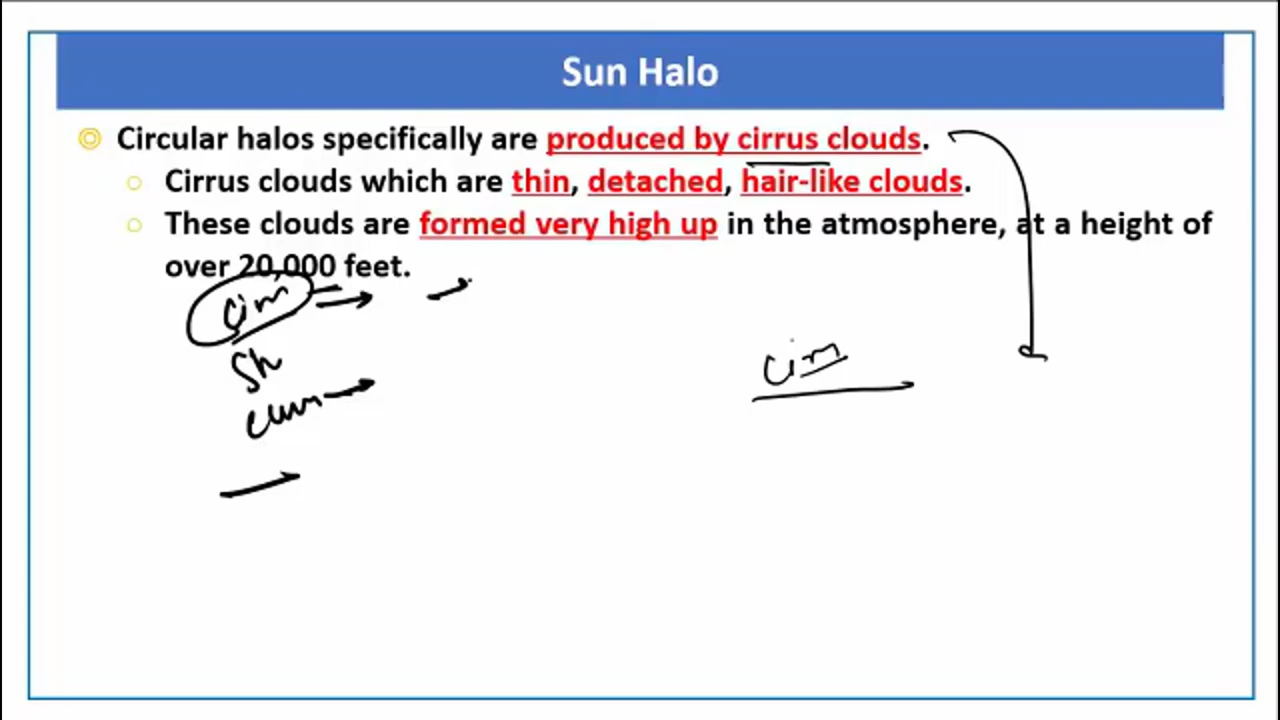 Sun Halo
Circular halos specifically are produced by cirrus clouds.
Cirrus clouds which are thin, detached, hair-like clouds.
These clouds are formed very high up in the atmosphere, at a height of
over 20,000 feet.